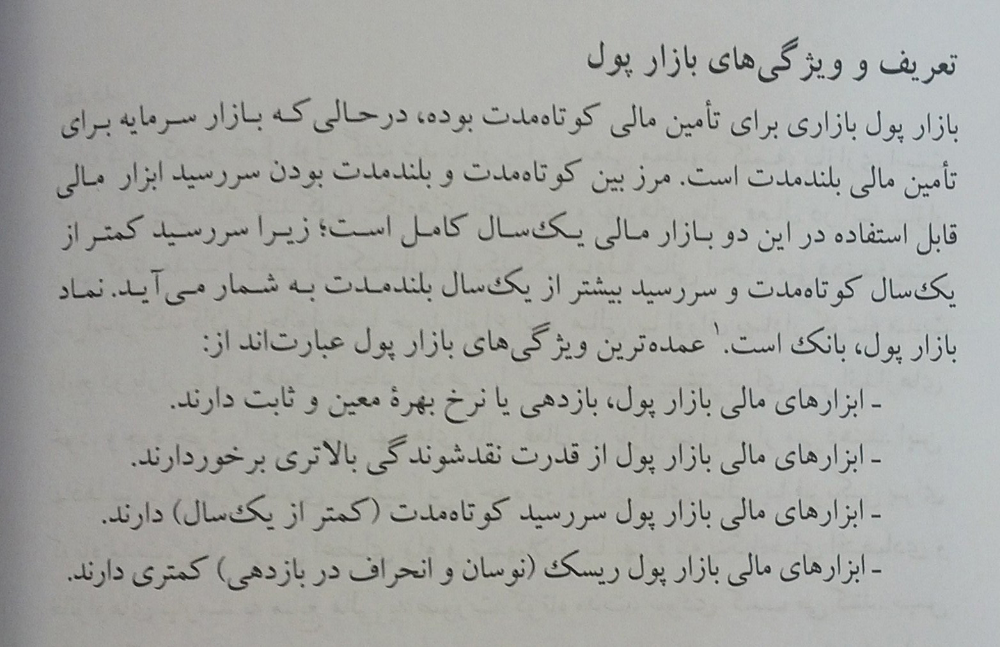 تعریف و ویژگی‌های بازار پول
بازار پول بازاری برای تأمین مالی کوتاه‌مدت بوده، درحالی‌که بازار سرمایه برای
تأمین مالی بلندمدت است. مرز بین کوتاه‌مدت و بلندمدت بودن سررسید ابزار مالی
قابل استفاده در این دو بازار مالی یک‌سال کامل است؛ زیرا سررسید کمتر از
یک‌سال کوتاه‌مدت و سررسید بیشتر از یک‌سال بلندمدت به شمار می‌آید. نماد
بازار پول، بانک است.۱ عمده‌ترین ویژگی‌های بازار پول عبارت‌اند از:
ـ ابزارهای مالی بازار پول، بازدهی یا نرخ بهرهٔ معین و ثابت دارند.
ـ ابزارهای مالی بازار پول از قدرت نقدشوندگی بالاتری برخوردارند.
ـ ابزارهای مالی بازار پول سررسید کوتاه‌مدت (کمتر از یک‌سال) دارند.
ـ ابزارهای مالی بازار پول ریسک (نوسان و انحراف در بازدهی) کمتری دارند.